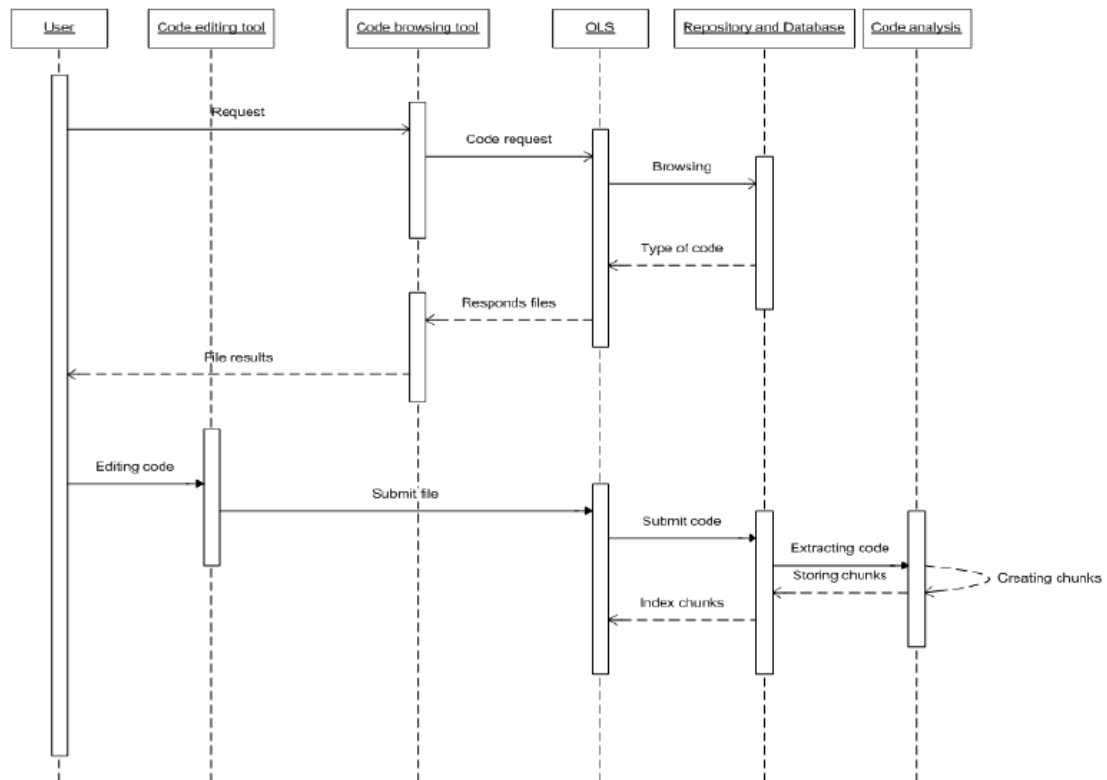 User
Code editing tool
Code browsing tool
OLS
Repository and Database
Code analysis
Request
Code request
Browsing
Type of code
Responds files
File results
Editing code
Submit file
Submit code
Extracting code
Creating chunks
Storing chunks
Index chunks